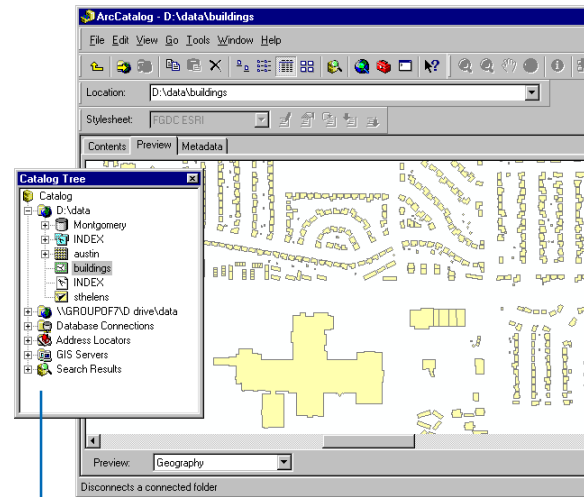 ArcCatalog - D:\data\buildings
File Edit View Go Tools Window Help
Location: D:\data\buildings
Stylesheet: FGDC ESRI
Contents Preview Metadata
Catalog Tree
Catalog
D:\data
Montgomery
INDEX
austin
buildings
INDEX
sthelens
\\GROUPOF7\D drive\data
Database Connections
Address Locators
GIS Servers
Search Results
Preview: Geography
Disconnects a connected folder